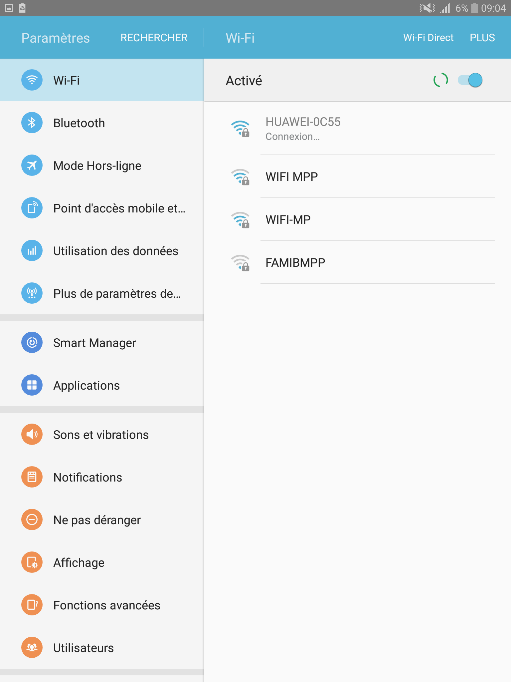 6% 09:04
Paramètres RECHERCHER
Wi-Fi Wi-Fi Direct PLUS
Wi-Fi
Bluetooth
Mode Hors-ligne
Point d'accès mobile et...
Utilisation des données
Plus de paramètres de...
Smart Manager
Applications
Sons et vibrations
Notifications
Ne pas déranger
Affichage
Fonctions avancées
Utilisateurs
Activé
HUAWEI-0C55
Connexion...
WIFI MPP
WIFI-MP
FAMIBMPP